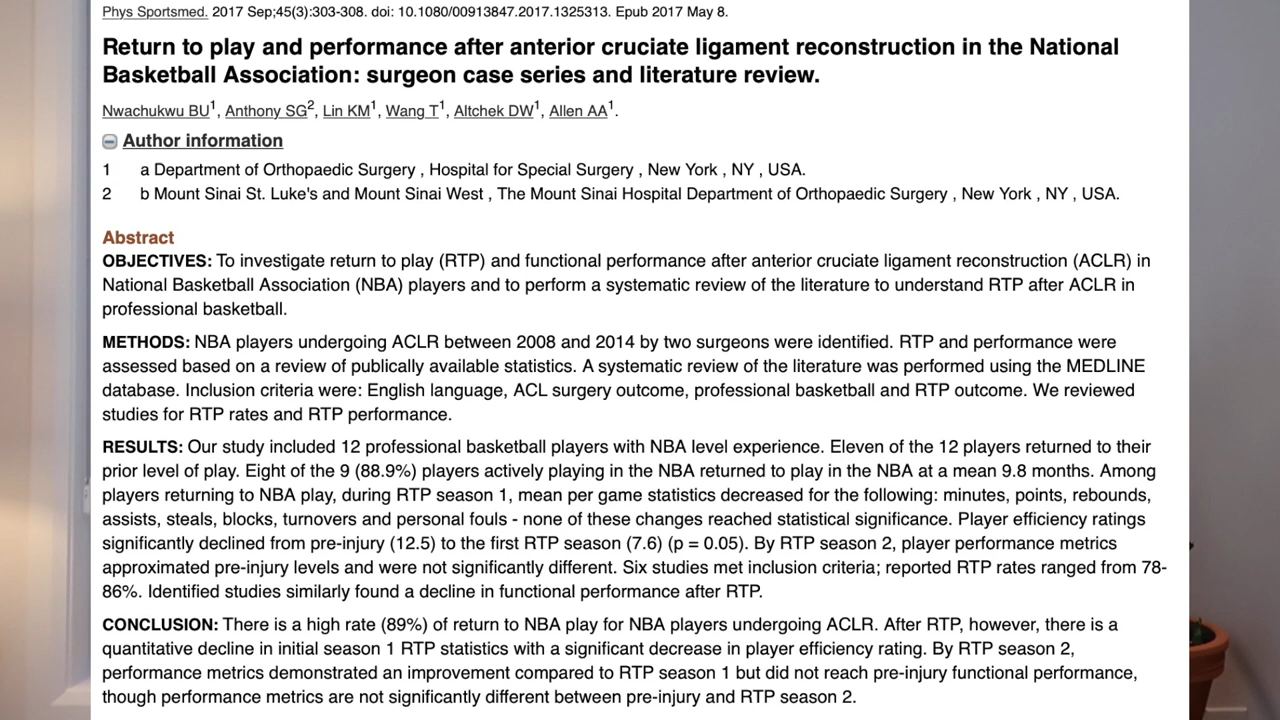 Phys Sportsmed. 2017 Sep;45(3):303-308. doi: 10.1080/00913847.2017.1325313. Epub 2017 May 8.
Return to play and performance after anterior cruciate ligament reconstruction in the National
Basketball Association: surgeon case series and literature review.
Nwachukwu BU1, Anthony SG2, Lin KM1, Wang T1, Altchek DW1, Allen AA1.
Author information
1 a Department of Orthopaedic Surgery , Hospital for Special Surgery , New York , NY , USA.
2 b Mount Sinai St. Luke's and Mount Sinai West , The Mount Sinai Hospital Department of Orthopaedic Surgery , New York , NY , USA.
Abstract
OBJECTIVES: To investigate return to play (RTP) and functional performance after anterior cruciate ligament reconstruction (ACLR) in
National Basketball Association (NBA) players and to perform a systematic review of the literature to understand RTP after ACLR in
professional basketball.
METHODS: NBA players undergoing ACLR between 2008 and 2014 by two surgeons were identified. RTP and performance were
assessed based on a review of publically available statistics. A systematic review of the literature was performed using the MEDLINE
database. Inclusion criteria were: English language, ACL surgery outcome, professional basketball and RTP outcome. We reviewed
studies for RTP rates and RTP performance.
RESULTS: Our study included 12 professional basketball players with NBA level experience. Eleven of the 12 players returned to their
prior level of play. Eight of the 9 (88.9%) players actively playing in the NBA returned to play in the NBA at a mean 9.8 months. Among
players returning to NBA play, during RTP season 1, mean per game statistics decreased for the following: minutes, points, rebounds,
assists, steals, blocks, turnovers and personal fouls - none of these changes reached statistical significance. Player efficiency ratings
significantly declined from pre-injury (12.5) to the first RTP season (7.6) (p = 0.05). By RTP season 2, player performance metrics
approximated pre-injury levels and were not significantly different. Six studies met inclusion criteria; reported RTP rates ranged from 78-
86%. Identified studies similarly found a decline in functional performance after RTP.
CONCLUSION: There is a high rate (89%) of return to NBA play for NBA players undergoing ACLR. After RTP, however, there is a
quantitative decline in initial season 1 RTP statistics with a significant decrease in player efficiency rating. By RTP season 2,
performance metrics demonstrated an improvement compared to RTP season 1 but did not reach pre-injury functional performance,
though performance metrics are not significantly different between pre-injury and RTP season 2.